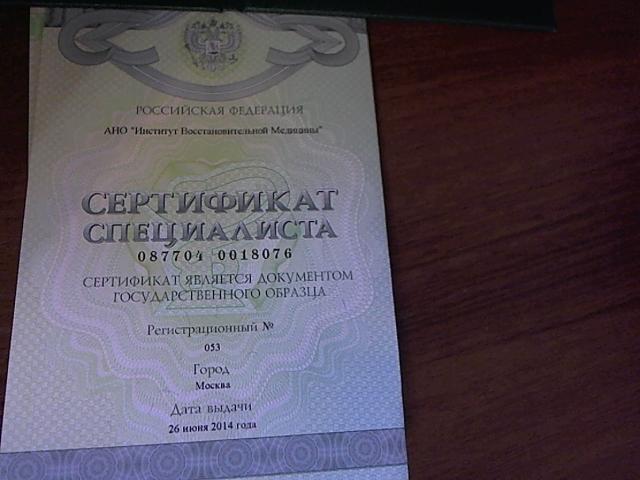 РОССИЙСКАЯ ФЕДЕРАЦИЯ
АНО "Институт Восстановительной Медицины"
СЕРТИФИКАТ
СПЕЦИАЛИСТА
087704 0018076
СЕРТИФИКАТ ЯВЛЯЕТСЯ ДОКУМЕНТОМ
ГОСУДАРСТВЕННОГО ОБРАЗЦА
Регистрационный №
053
Город
Москва
Дата выдачи
26 июня 2014 года